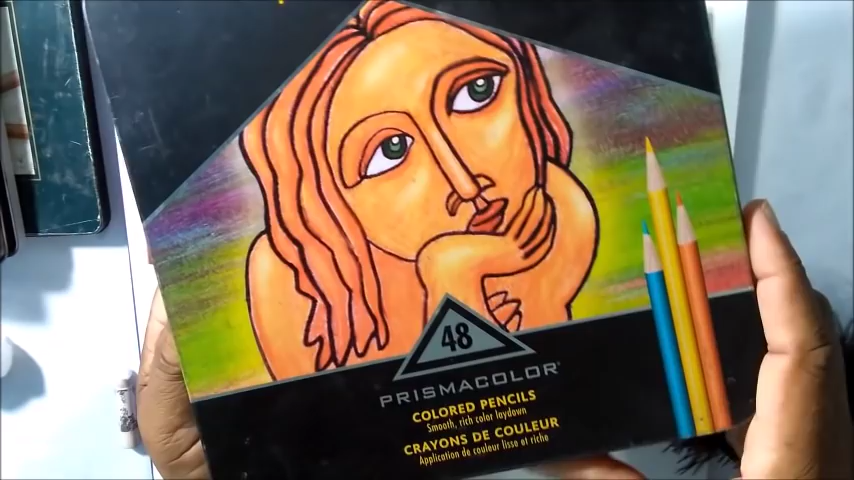 48
PRISMACOLOR®
COLORED PENCILS
Smooth, rich color laydown
CRAYONS DE COULEUR
Application de couleur lisse et riche